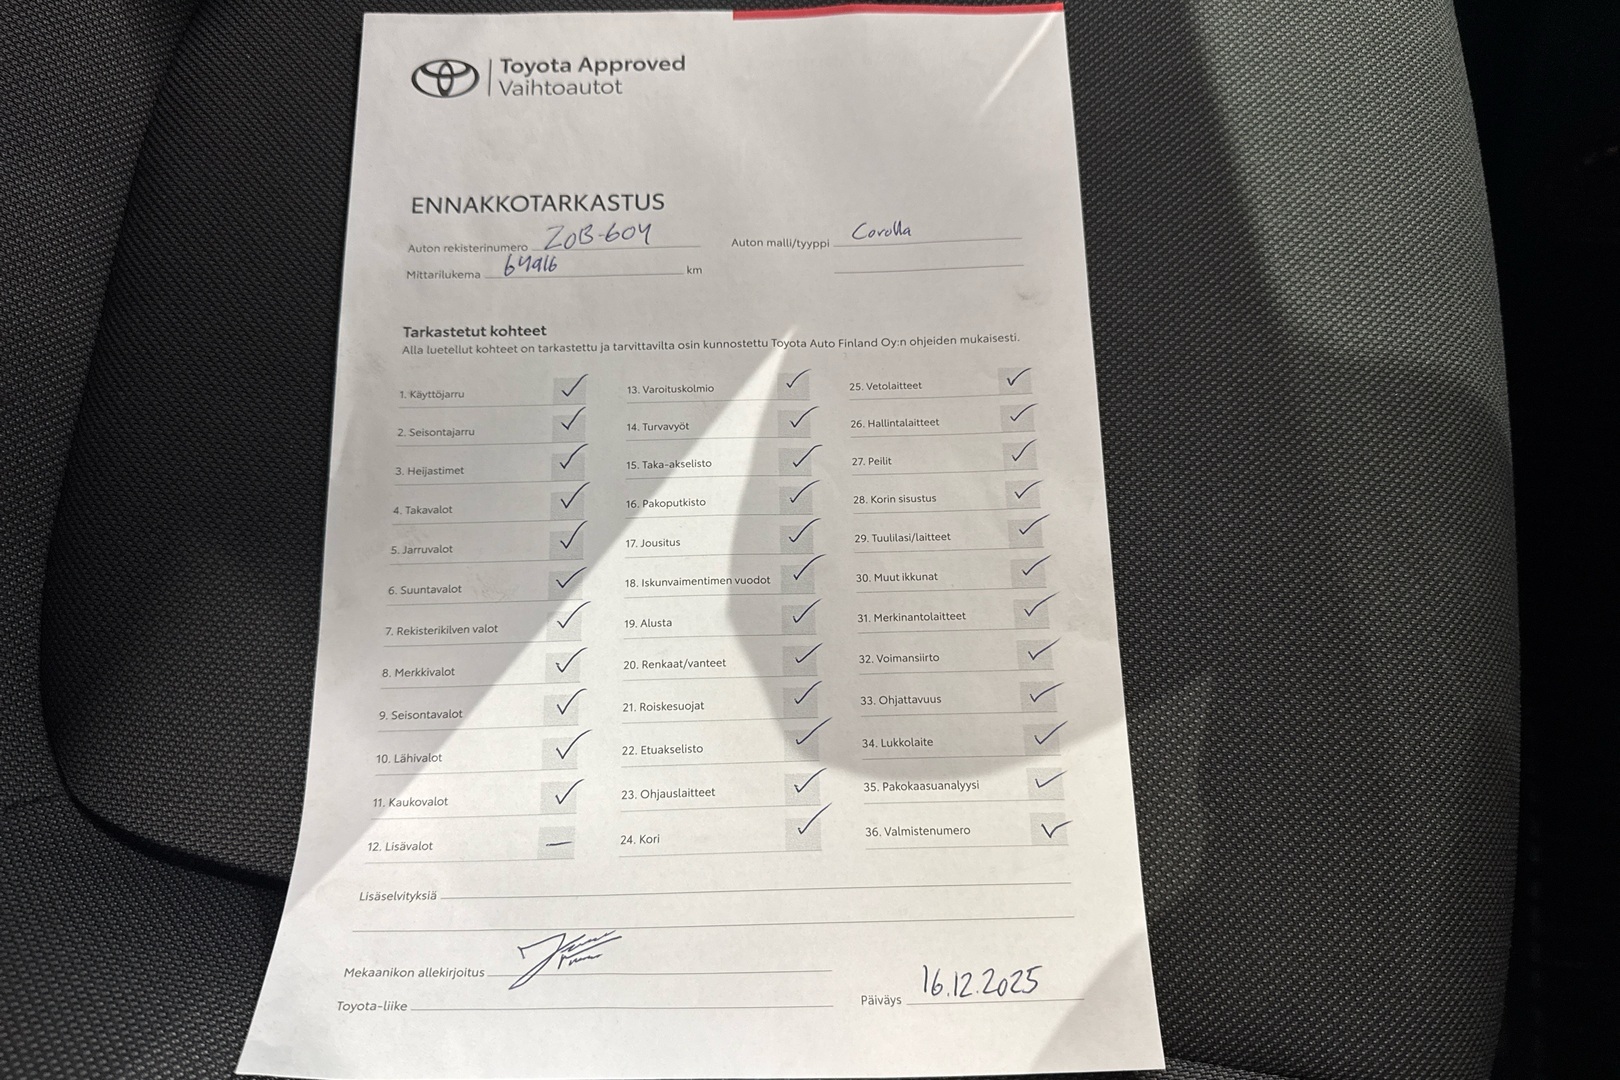 Toyota Approved
Vaihtoautot
ENNAKKOTARKASTUS
Auton rekisterinumero ZOB-604 Auton malli/tyyppi Corolla
Mittarilukema 64916 km
Tarkastetut kohteet
Alla luetellut kohteet on tarkastettu ja tarvittavilta osin kunnostettu Toyota Auto Finland Oy:n ohjeiden mukaisesti.
1. Käyttöjarru ✓ 13. Varoituskolmio ✓ 25. Vetolaitteet ✓
2. Seisontajarru ✓ 14. Turvavyöt ✓ 26. Hallintalaitteet ✓
3. Heijastimet ✓ 15. Taka-akselisto ✓ 27. Peilit ✓
4. Takavalot ✓ 16. Pakoputkisto ✓ 28. Korin sisustus ✓
5. Jarruvalot ✓ 17. Jousitus ✓ 29. Tuulilasi/laitteet ✓
6. Suuntavalot ✓ 18. Iskunvaimentimen vuodot ✓ 30. Muut ikkunat ✓
7. Rekisterikilven valot ✓ 19. Alusta ✓ 31. Merkinantolaitteet ✓
8. Merkkivalot ✓ 20. Renkaat/vanteet ✓ 32. Voimansiirto ✓
9. Seisontavalot ✓ 21. Roiskesuojat ✓ 33. Ohjattavuus ✓
10. Lähivalot ✓ 22. Etuakselisto ✓ 34. Lukkolaite ✓
11. Kaukovalot ✓ 23. Ohjauslaitteet ✓ 35. Pakokaasuanalyysi ✓
12. Lisävalot — 24. Kori ✓ 36. Valmistenumero ✓
Lisäselvityksiä
Mekaanikon allekirjoitus
Toyota-liike Päiväys 16.12.2025